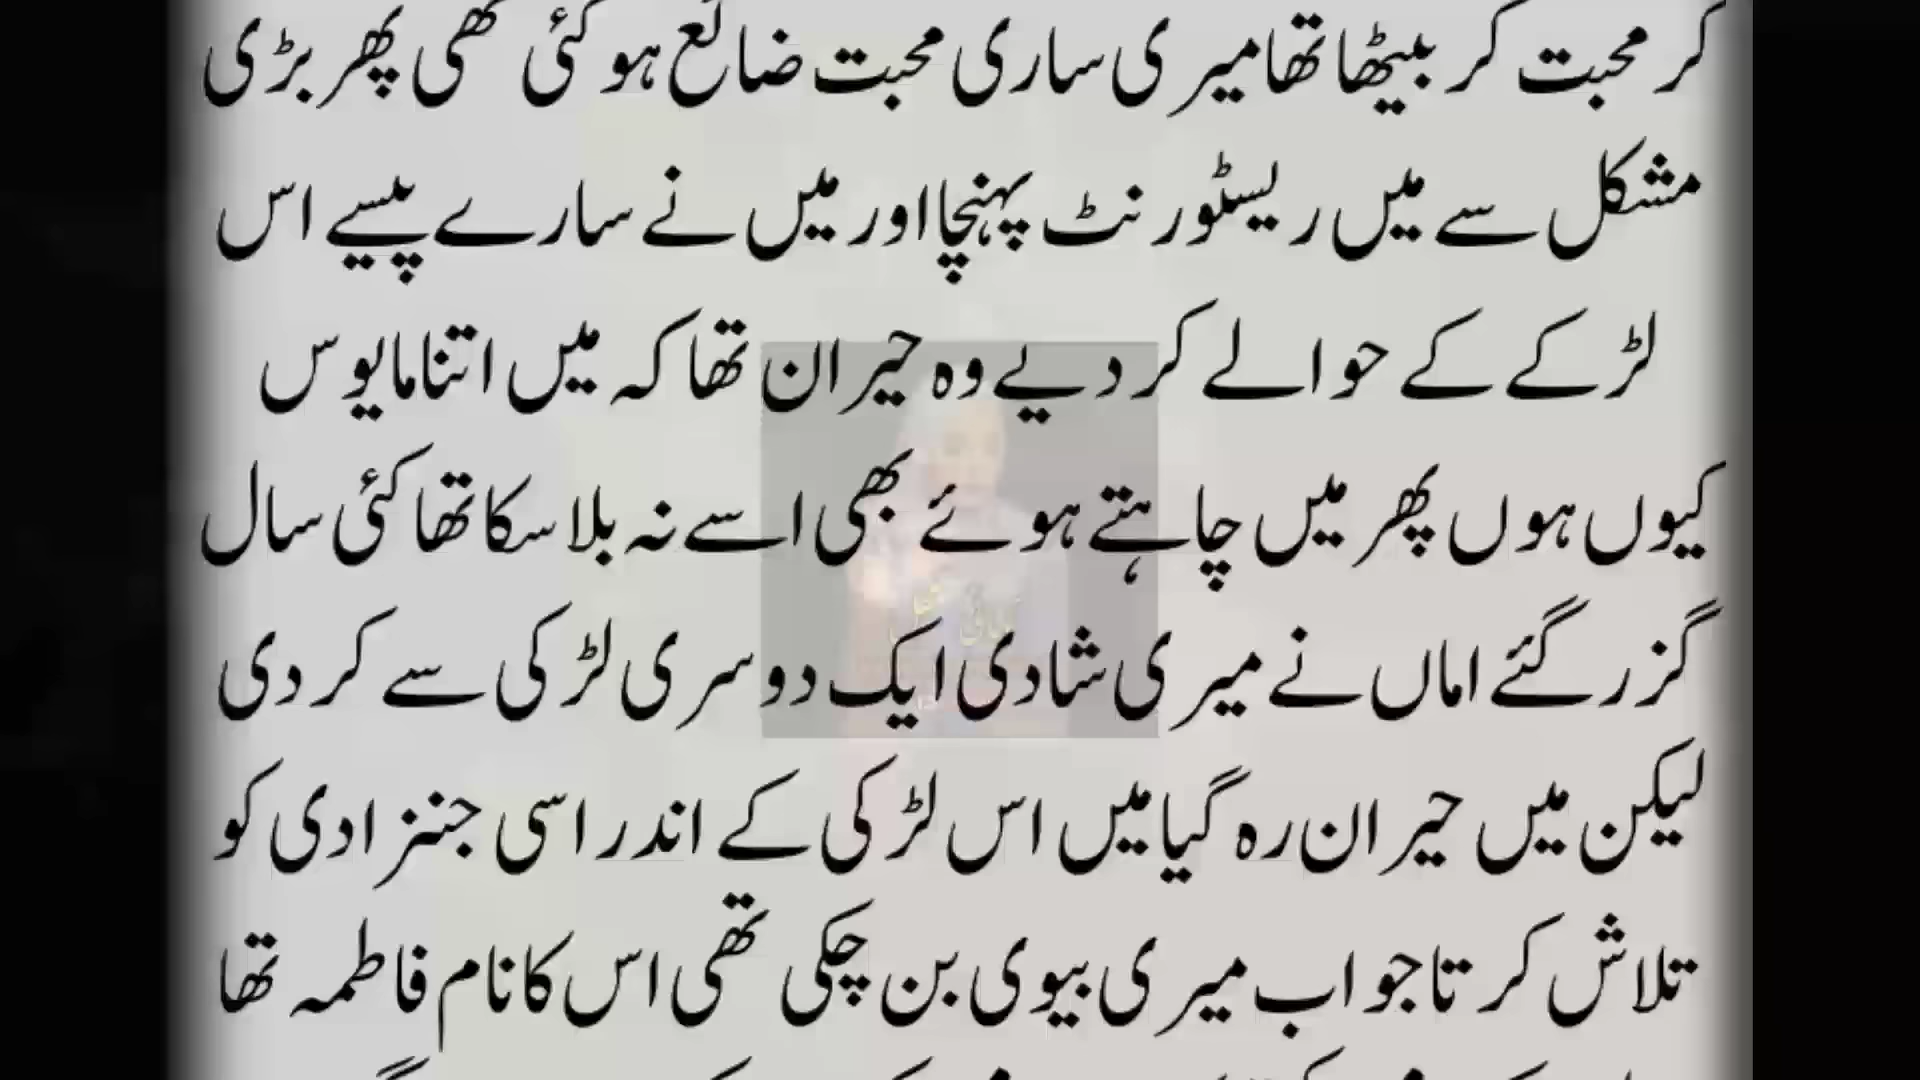 کر محبت کر بیٹھا تھا میری ساری محبت ضائع ہو گئی تھی پھر بڑی
مشکل سے میں ریسٹورنٹ پہنچا اور میں نے سارے پیسے اس
لڑکے کے حوالے کر دیے وہ حیران تھا کہ میں اتنا مایوس
کیوں ہوں پھر میں چاہتے ہوئے بھی اسے نہ بلا سکا تھا کئی سال
گزر گئے اماں نے میری شادی ایک دوسری لڑکی سے کر دی
لیکن میں حیران رہ گیا میں اس لڑکی کے اندر اسی جننزادی کو
تلاش کرتا جو اب میری بیوی بن چکی تھی اس کا نام فاطمہ تھا